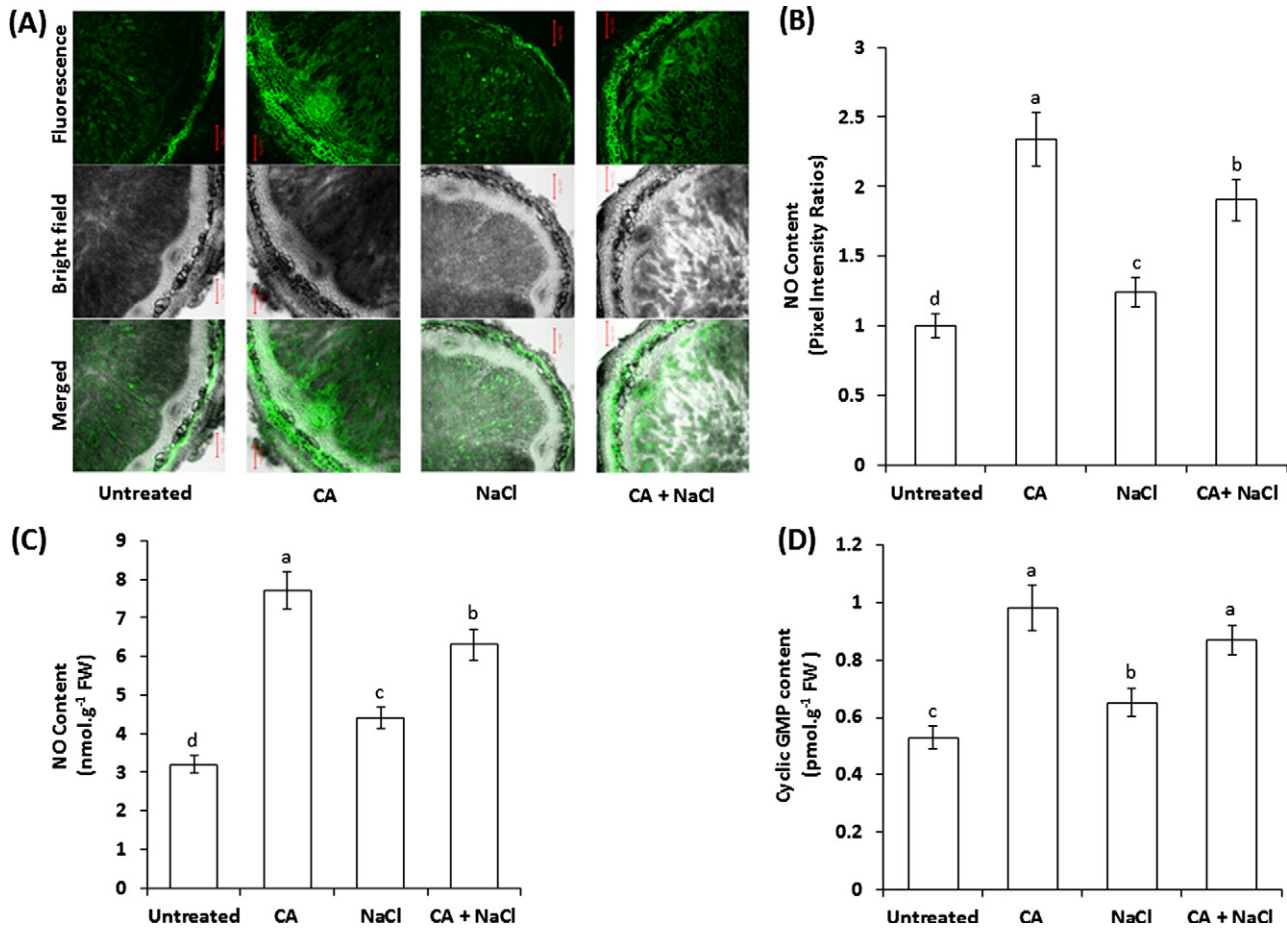 (A)
Fluorescence
Bright field
Merged
Untreated
CA
NaCl
CA + NaCl
(B)
NO Content
(Pixel Intensity Ratios)
3
2.5
2
1.5
1
0.5
0
d
a
c
b
Untreated
CA
NaCl
CA+ NaCl
(C)
NO Content
(nmol.g⁻¹ FW)
9
8
7
6
5
4
3
2
1
0
d
a
c
b
Untreated
CA
NaCl
CA + NaCl
(D)
Cyclic GMP content
(pmol.g⁻¹ FW )
1.2
1
0.8
0.6
0.4
0.2
0
c
a
b
a
Untreated
CA
NaCl
CA + NaCl